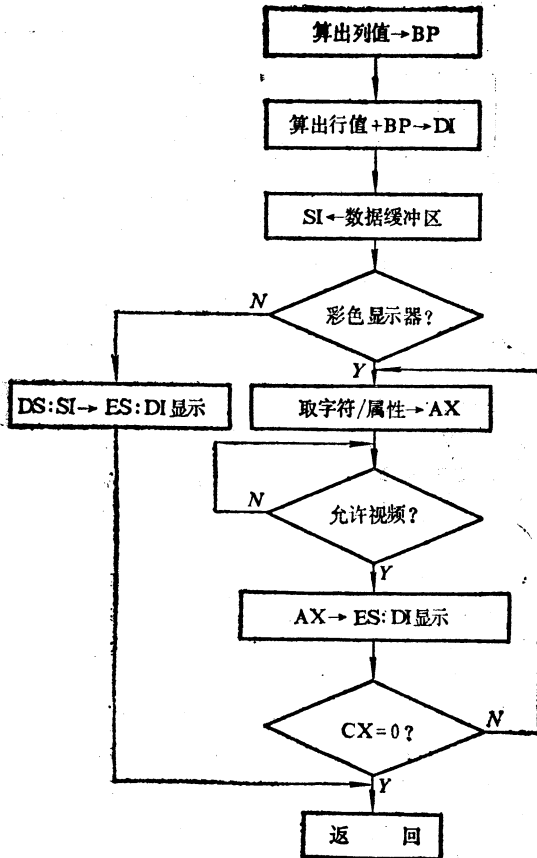 算出列值→BP
算出行值+BP→DI
SI←数据缓冲区
彩色显示器?
N
Y
DS:SI→ES:DI显示
取字符/属性→AX
允许视频?
N
Y
AX→ES:DI显示
CX=0?
N
Y
返 回